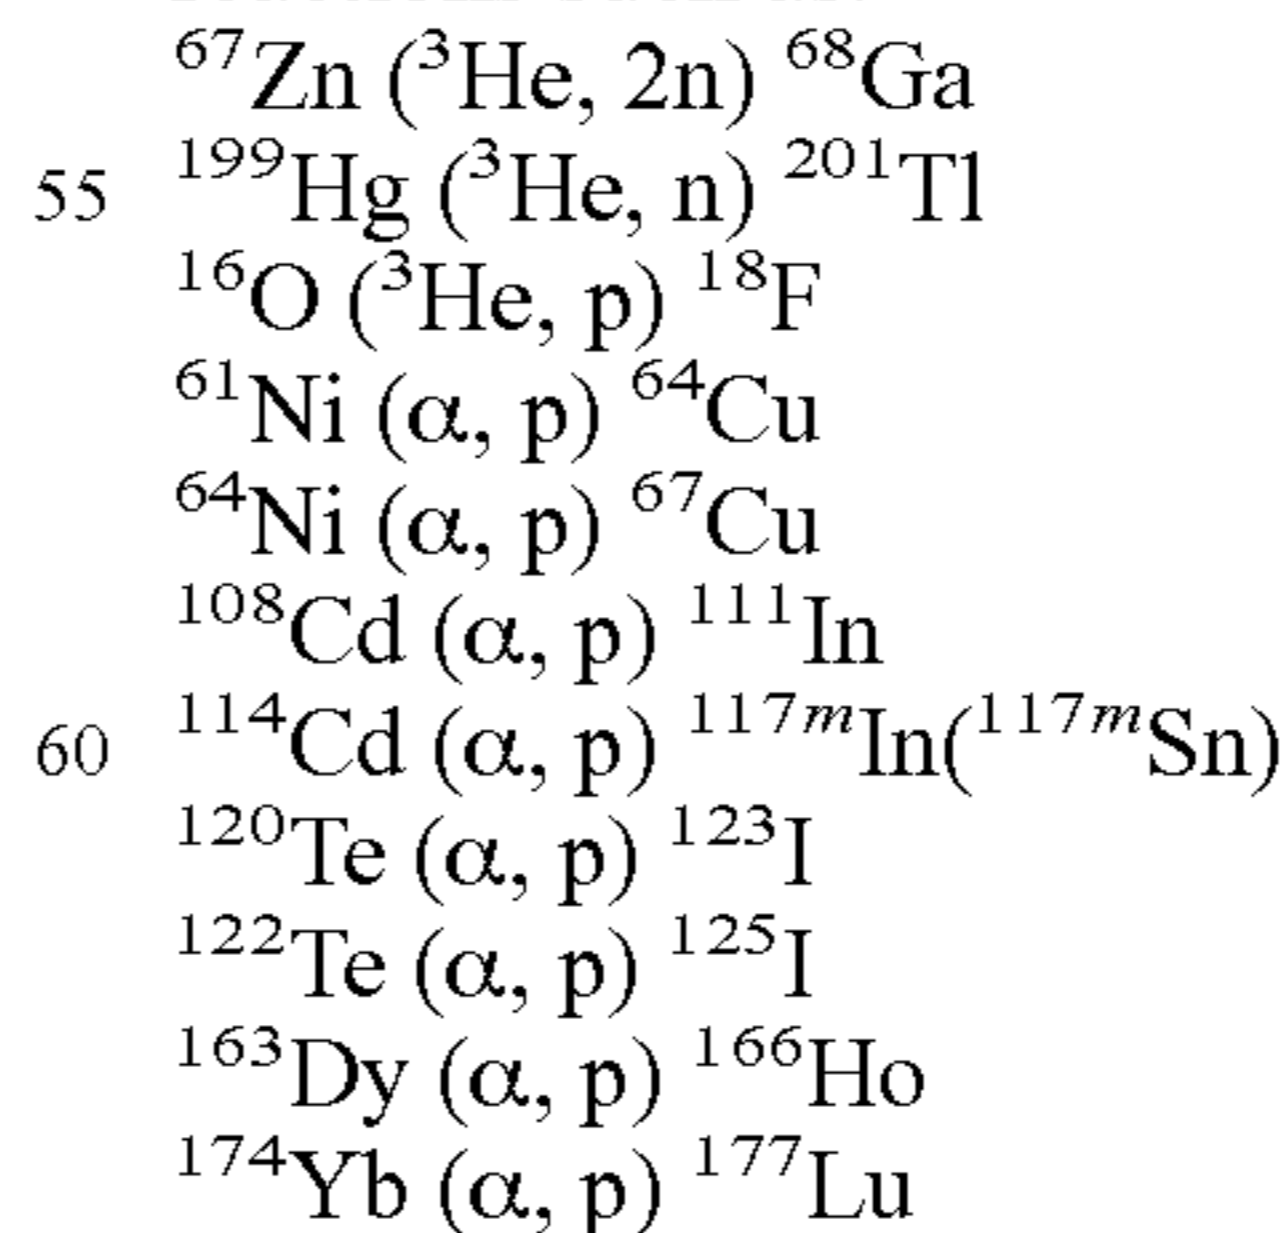 ⁶⁷Zn (³He, 2n) ⁶⁸Ga
55 ¹⁹⁹Hg (³He, n) ²⁰¹Tl
¹⁶O (³He, p) ¹⁸F
⁶¹Ni (α, p) ⁶⁴Cu
⁶⁴Ni (α, p) ⁶⁷Cu
¹⁰⁸Cd (α, p) ¹¹¹In
60 ¹¹⁴Cd (α, p) ¹¹⁷ᵐIn(¹¹⁷ᵐSn)
¹²⁰Te (α, p) ¹²³I
¹²²Te (α, p) ¹²⁵I
¹⁶³Dy (α, p) ¹⁶⁶Ho
¹⁷⁴Yb (α, p) ¹⁷⁷Lu